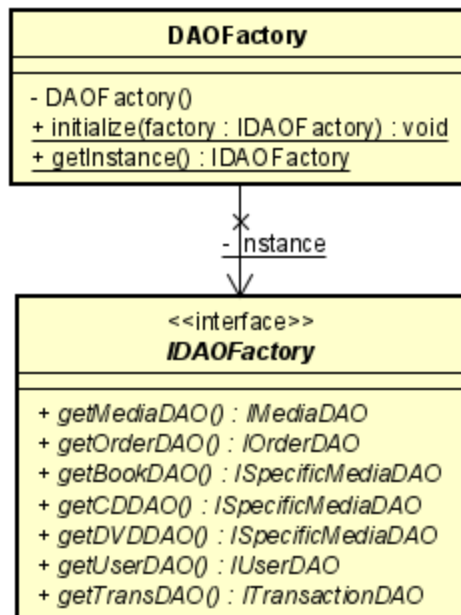 DAOFactory
- DAOFactory()
+ initialize(factory : IDAOFactory) : void
+ getInstance() : IDAOFactory
- instance
<<interface>>
IDAOFactory
+ getMediaDAO() : IMediaDAO
+ getOrderDAO() : IOrderDAO
+ getBookDAO() : ISpecificMediaDAO
+ getCDDAO() : ISpecificMediaDAO
+ getDVDDAO() : ISpecificMediaDAO
+ getUserDAO() : IUserDAO
+ getTransDAO() : ITransactionDAO